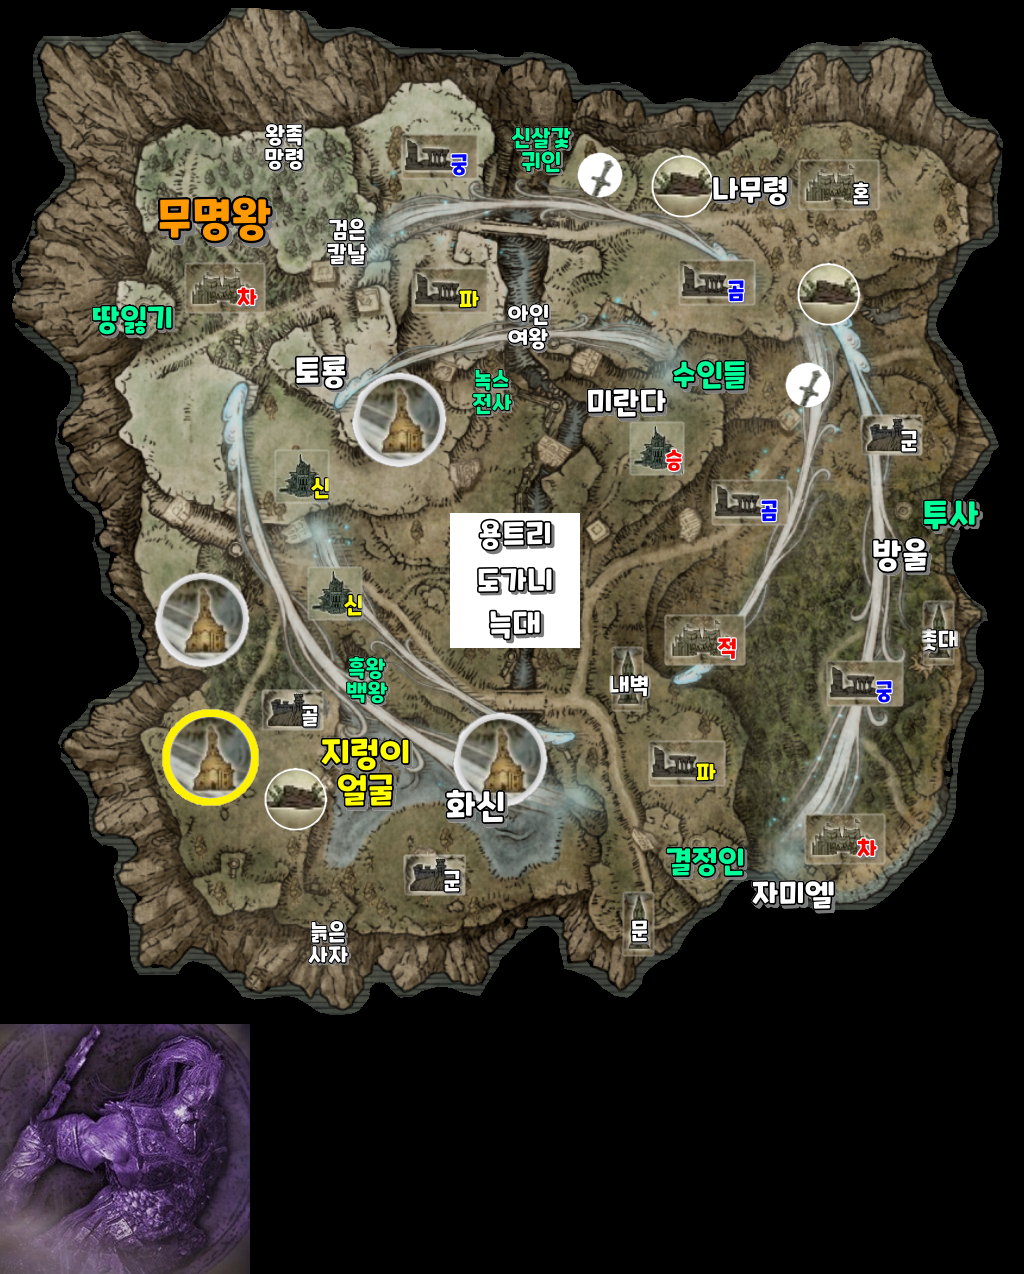 왕족
망령
궁
신살갗
귀인
나무령
혼
무명왕
검은
칼날
차
파
곰
땅잃기
아인
여왕
토룡
녹스
전사
수인들
미란다
승
군
신
곰
용트리
도가니
늑대
투사
방울
신
적
촛대
흑왕
백왕
내벽
궁
골
지렁이
얼굴
파
화신
결정인
차
군
자미엘
문
늙은
사자